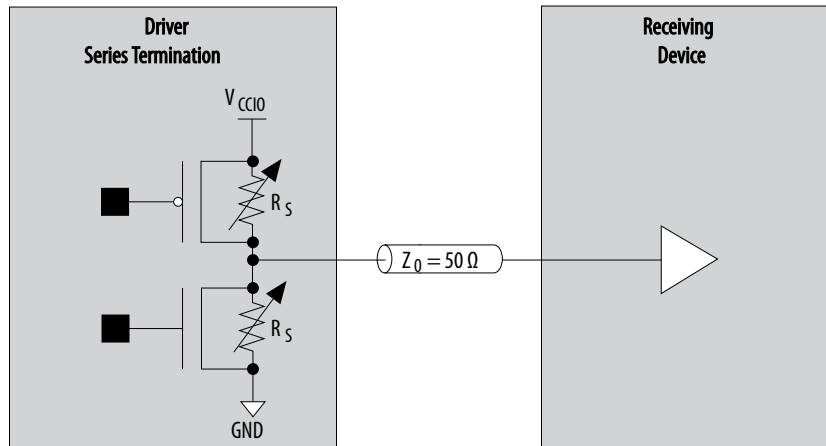 Driver
Series Termination
Receiving
Device
V CCIO
R S
Z 0 = 50 Ω
R S
GND